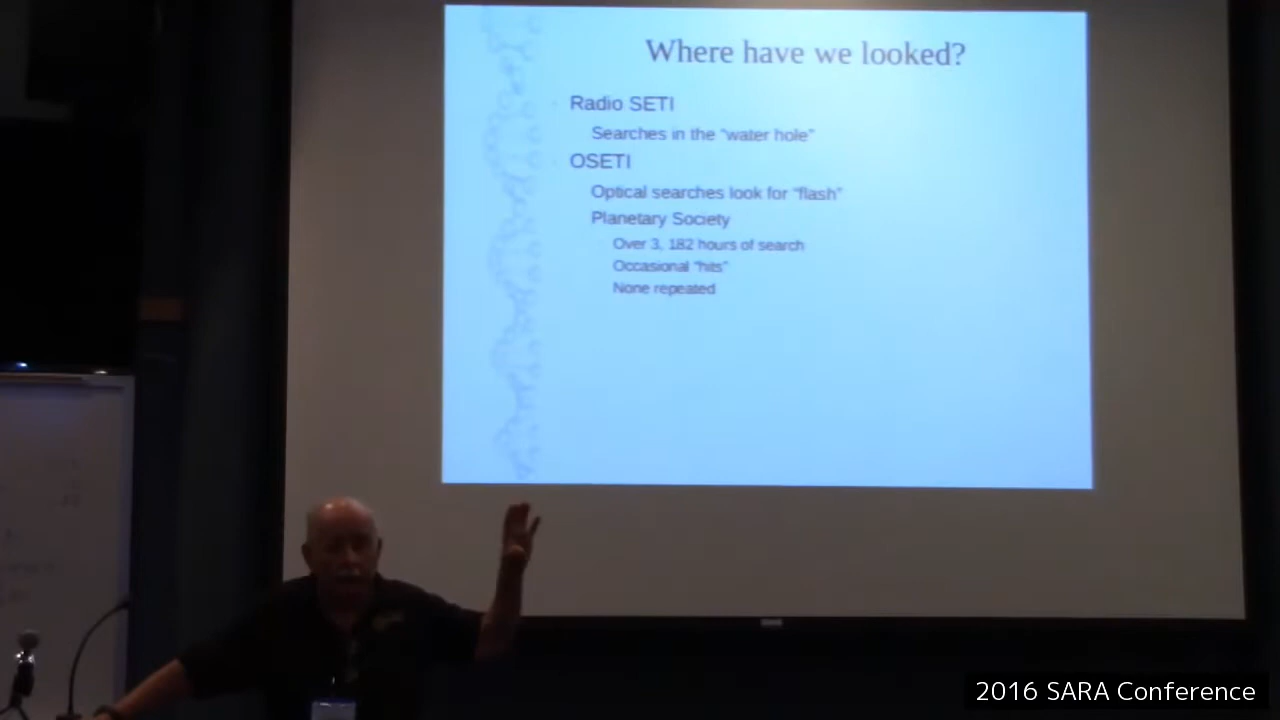 Where have we looked?
Radio SETI
Searches in the "water hole"
OSETI
Optical searches look for "flash"
Planetary Society
Over 3, 182 hours of search
Occasional "hits"
None repeated
2016 SARA Conference